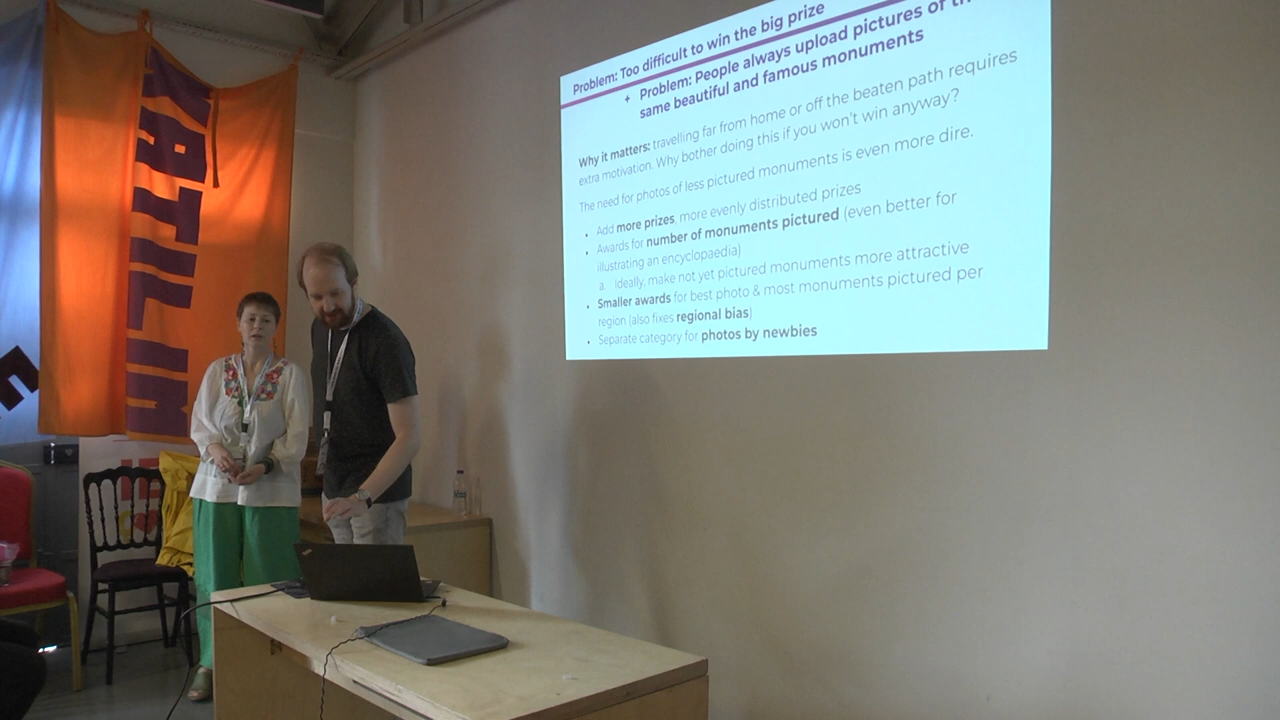 Problem: Too difficult to win the big prize
+ Problem: People always upload pictures of
same beautiful and famous monuments
Why it matters: travelling far from home or off the beaten path requires
extra motivation. Why bother doing this if you won't win anyway?
The need for photos of less pictured monuments is even more dire.
• Add more prizes, more evenly distributed prizes
• Awards for number of monuments pictured (even better for
illustrating an encyclopaedia)
a. Ideally, make not yet pictured monuments more attractive
• Smaller awards for best photo & most monuments pictured per
region (also fixes regional bias)
• Separate category for photos by newbies